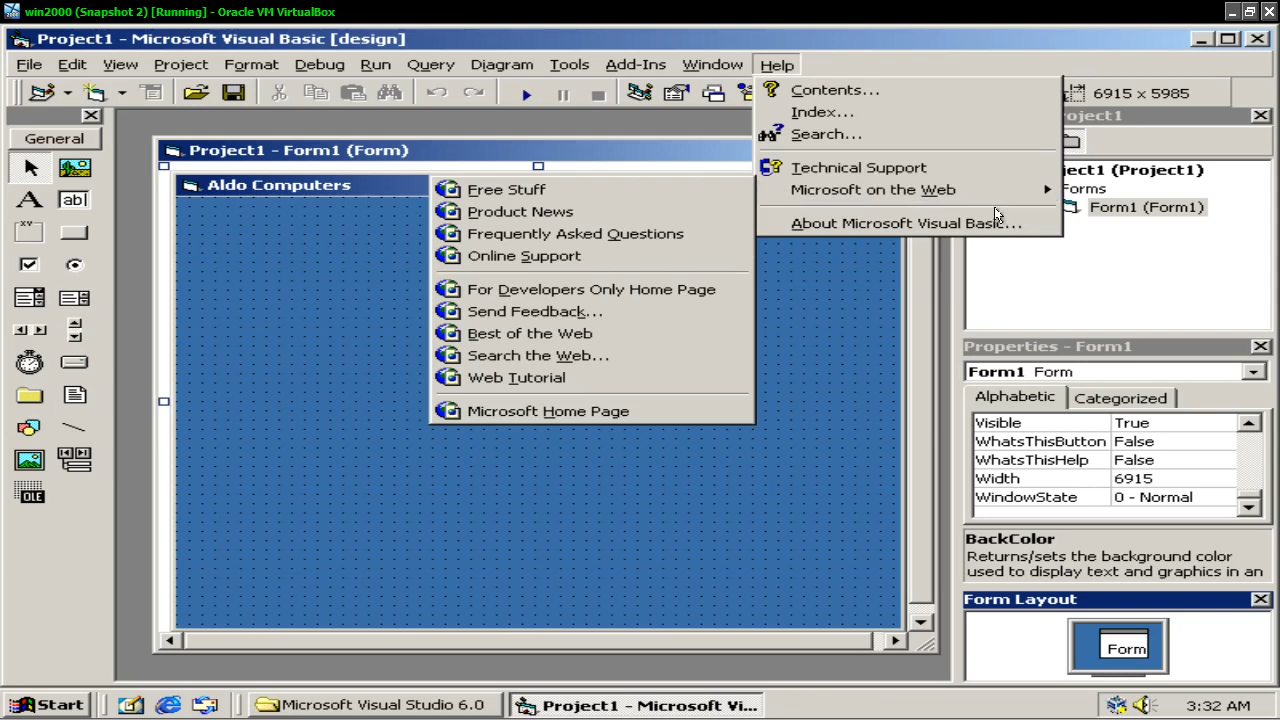 win2000 (Snapshot 2) [Running] - Oracle VM VirtualBox
Project1 - Microsoft Visual Basic [design]
File Edit View Project Format Debug Run Query Diagram Tools Add-Ins Window Help
6915 x 5985
Contents...
Index...
Search...
Technical Support
Microsoft on the Web
About Microsoft Visual Basic...
General
A
ab|
XY
OLE
Project1 - Form1 (Form)
Aldo Computers
Free Stuff
Product News
Frequently Asked Questions
Online Support
For Developers Only Home Page
Send Feedback...
Best of the Web
Search the Web...
Web Tutorial
Microsoft Home Page
roject1
ject1 (Project1)
Forms
Form1 (Form1)
Properties - Form1
Form1 Form
Alphabetic Categorized
Visible True
WhatsThisButton False
WhatsThisHelp False
Width 6915
WindowState 0 - Normal
BackColor
Returns/sets the background color
used to display text and graphics in an
Form Layout
Form
Start
Microsoft Visual Studio 6.0
Project1 - Microsoft Vi...
3:32 AM